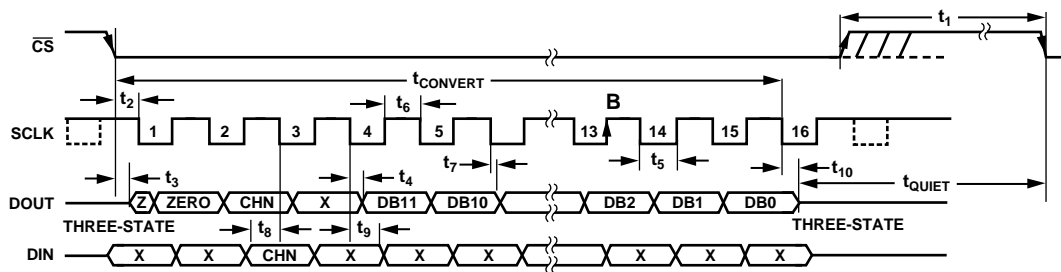 t1
CS
tCONVERT
t2
t6
B
SCLK
1 2 3 4 5 13 14 15 16
t7
t5
t10
t3
t4
tQUIET
DOUT
Z ZERO CHN X DB11 DB10 DB2 DB1 DB0
THREE-STATE
THREE-STATE
t8
t9
DIN
X X CHN X X X X X X